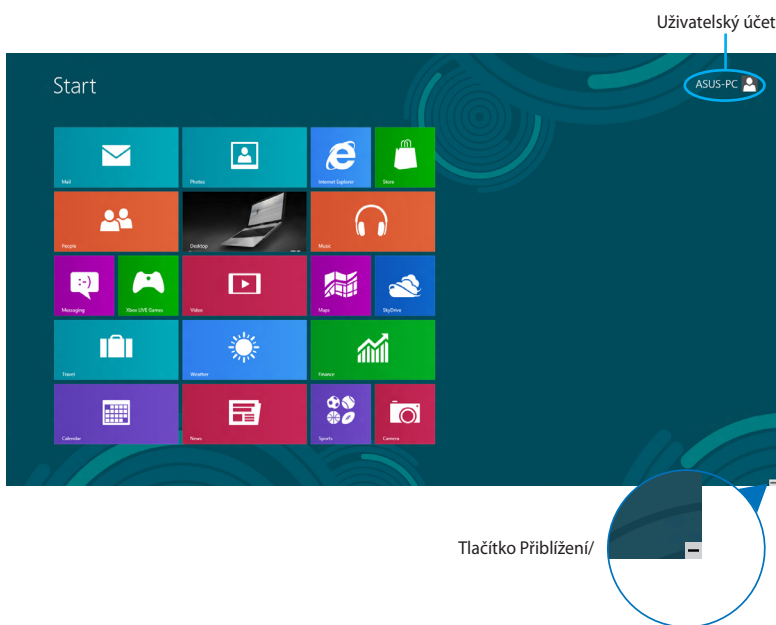 Uživatelský účet
Start
ASUS-PC
Mail
Photos
Internet Explorer
Store
People
Desktop
Music
Messaging
Xbox LIVE Games
Video
Maps
SkyDrive
Travel
Weather
Finance
Calendar
News
Sports
Camera
Tlačítko Přiblížení/